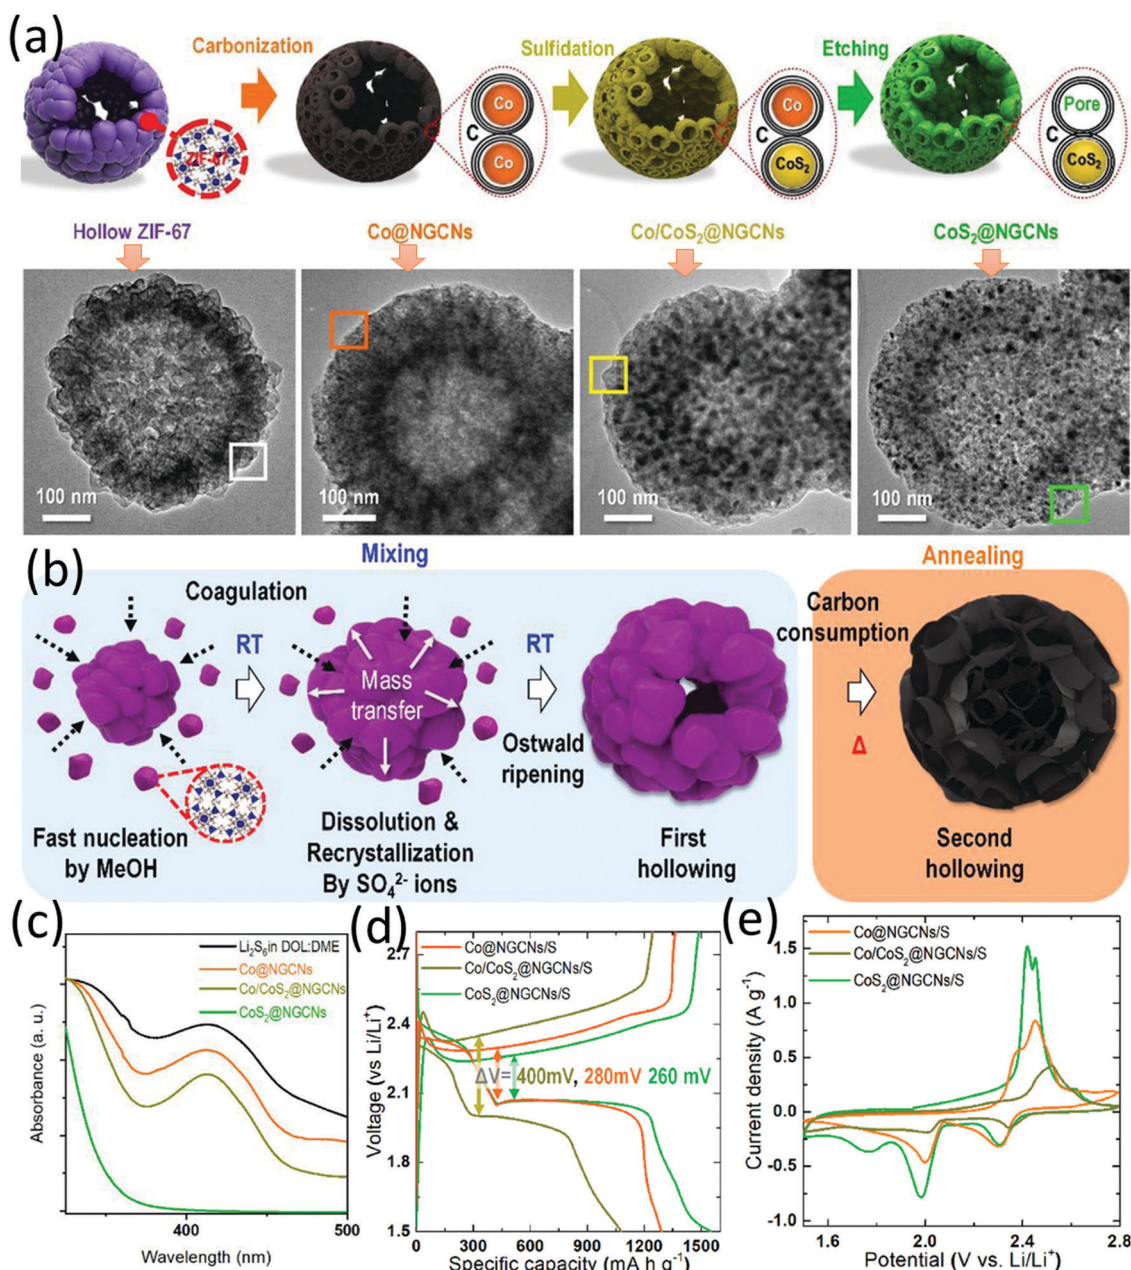 (a)
Carbonization
Sulfidation
Etching
ZIF-67
Co
C
Co
Co
C
CoS₂
Pore
C
CoS₂
Hollow ZIF-67
Co@NGCNs
Co/CoS₂@NGCNs
CoS₂@NGCNs
100 nm
100 nm
100 nm
100 nm
(b)
Mixing
Annealing
Coagulation
RT
Mass
transfer
RT
Ostwald
ripening
Carbon
consumption
Δ
Fast nucleation
by MeOH
Dissolution &
Recrystallization
By SO₄²⁻ ions
First
hollowing
Second
hollowing
(c)
Li₂S₆in DOL:DME
Co@NGCNs
Co/CoS₂@NGCNs
CoS₂@NGCNs
Absorbance (a. u.)
400
500
Wavelength (nm)
(d)
Co@NGCNs/S
Co/CoS₂@NGCNs/S
CoS₂@NGCNs/S
ΔV= 400mV, 280mV 260 mV
Voltage (vs Li/Li⁺)
2.7
2.4
2.1
1.8
1.5
0
300
600
900
1200
1500
Specific capacity (mA h g⁻¹)
(e)
Co@NGCNs/S
Co/CoS₂@NGCNs/S
CoS₂@NGCNs/S
Current density (A g⁻¹)
1.5
1.0
0.5
0.0
-0.5
-1.0
1.6
2.0
2.4
2.8
Potential (V vs. Li/Li⁺)